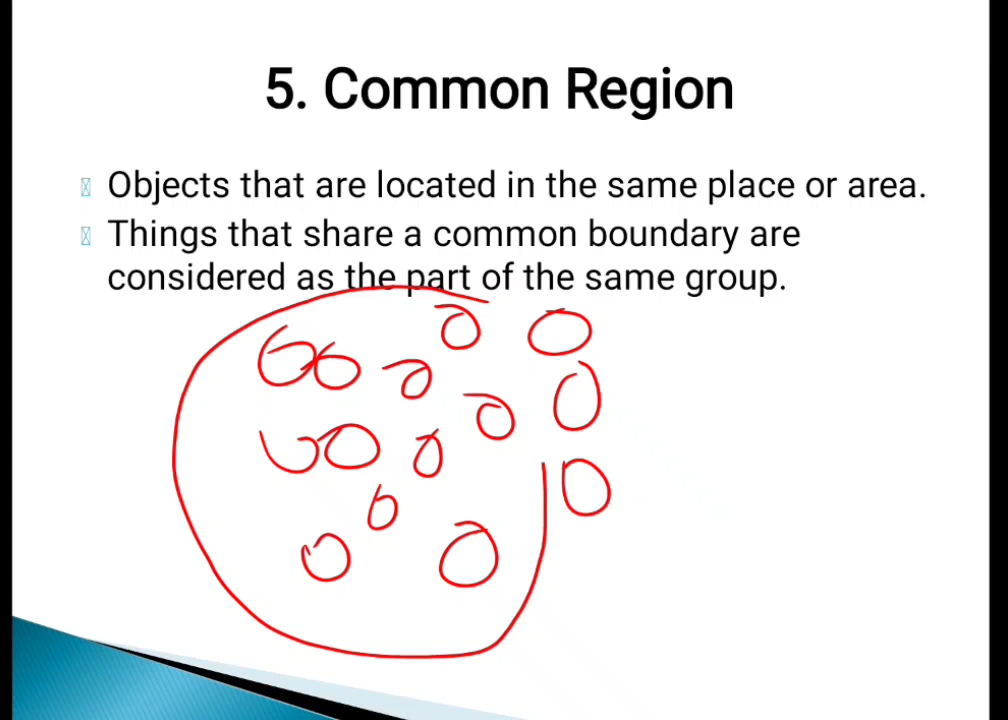 5. Common Region
Objects that are located in the same place or area.
Things that share a common boundary are
considered as the part of the same group.